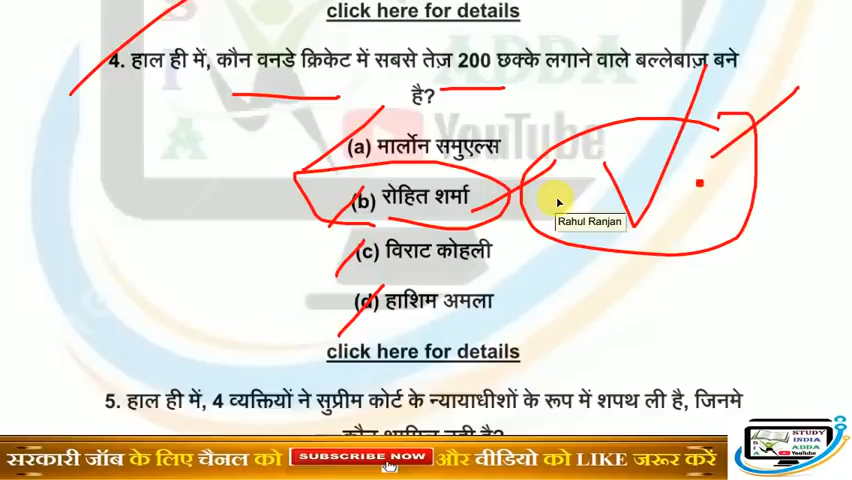 click here for details
4. हाल ही में, कौन वनडे क्रिकेट में सबसे तेज़ 200 छक्के लगाने वाले बल्लेबाज़ बने
है?
(a) मार्लोन समुएल्स
(b) रोहित शर्मा
Rahul Ranjan
(c) विराट कोहली
(d) हाशिम अमला
click here for details
5. हाल ही में, 4 व्यक्तियों ने सुप्रीम कोर्ट के न्यायाधीशों के रूप में शपथ ली है, जिनमे
सरकारी जॉब के लिए चैनल को SUBSCRIBE NOW और वीडियो को LIKE जरूर करें
STUDY
INDIA
ADDA
YouTube